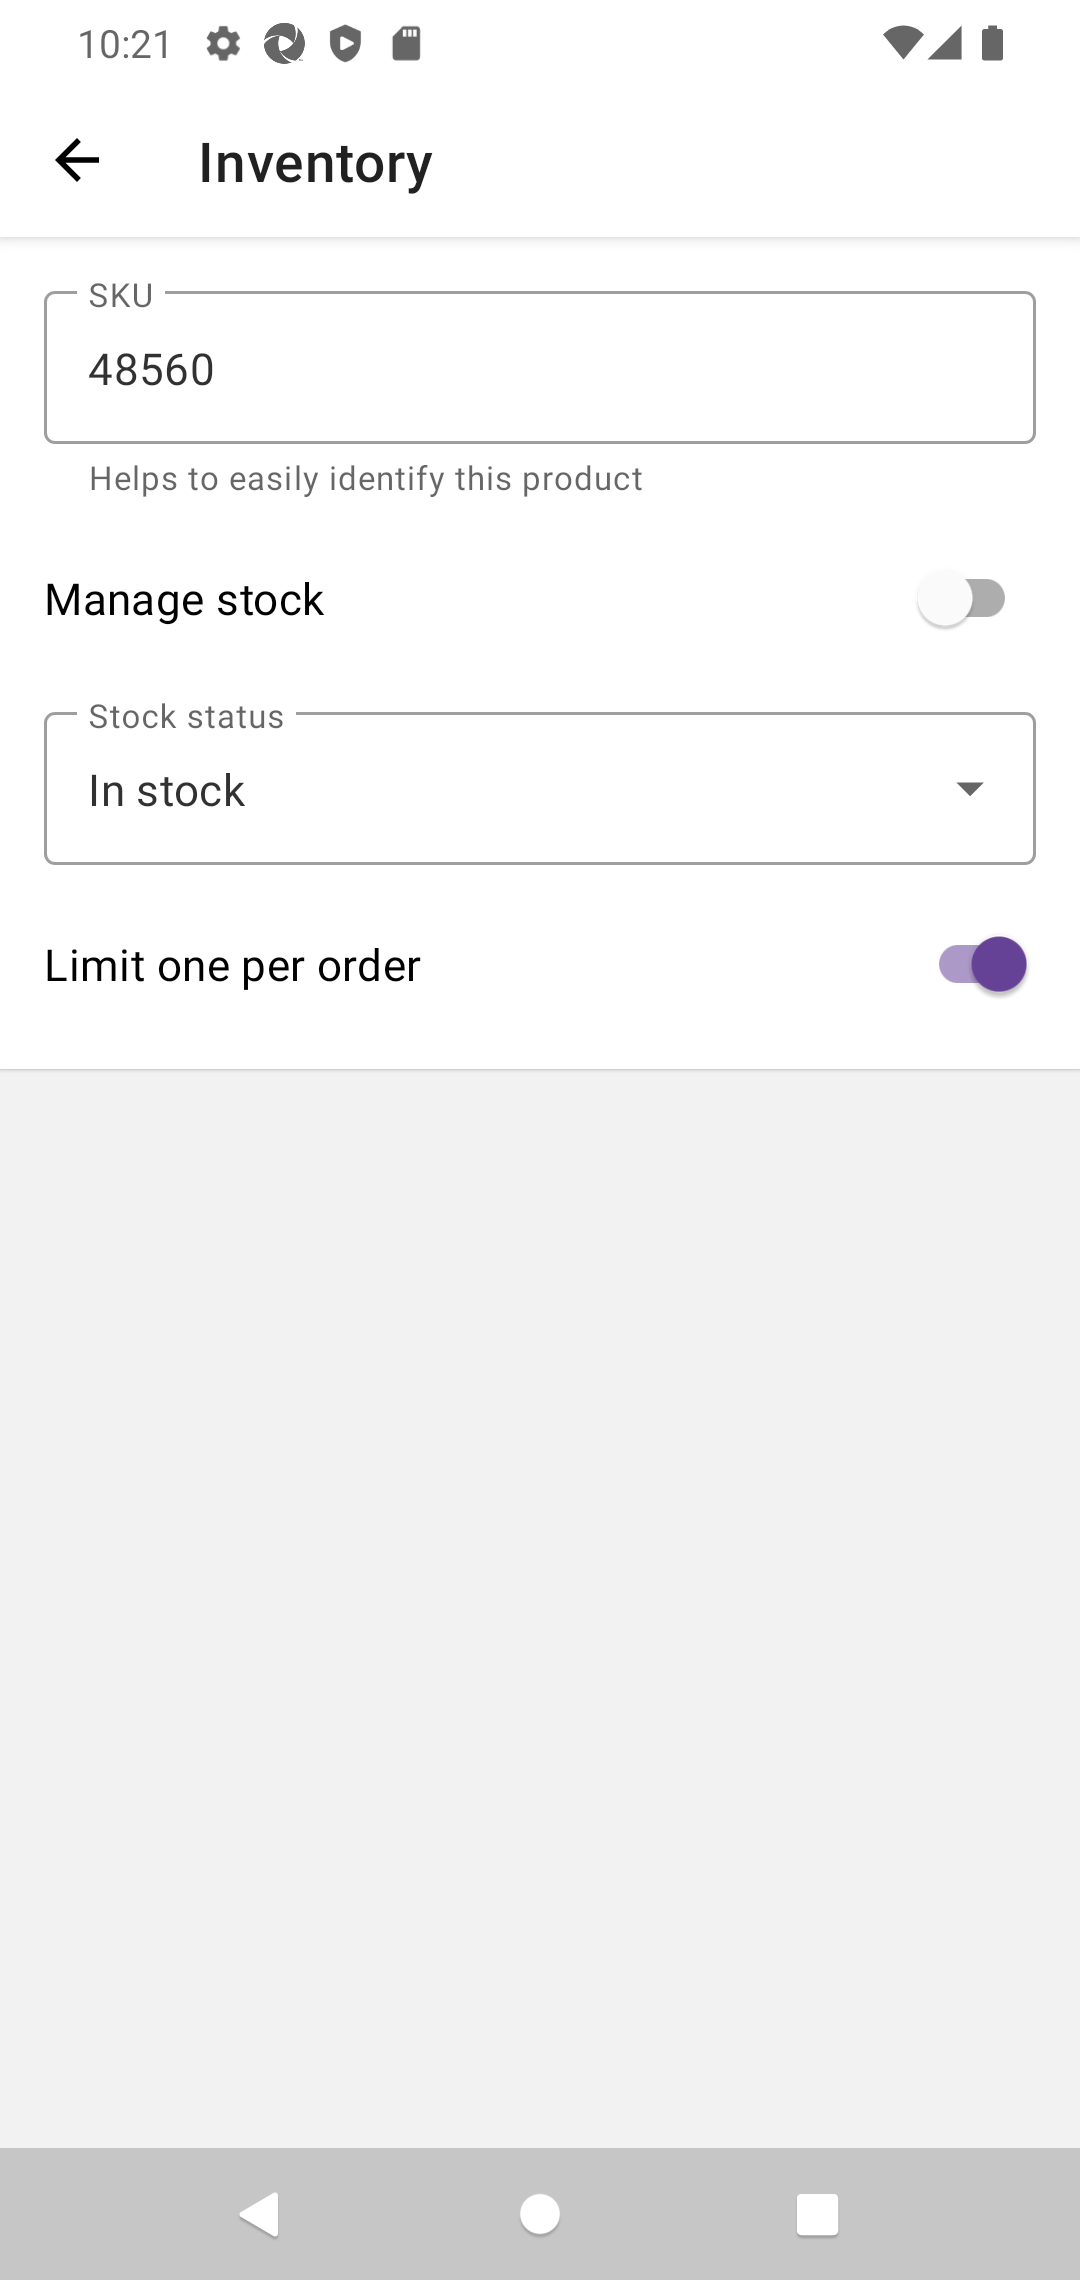 10:21
Inventory
SKU
48560
Helps to easily identify this product
Manage stock
Stock status
In stock
Limit one per order